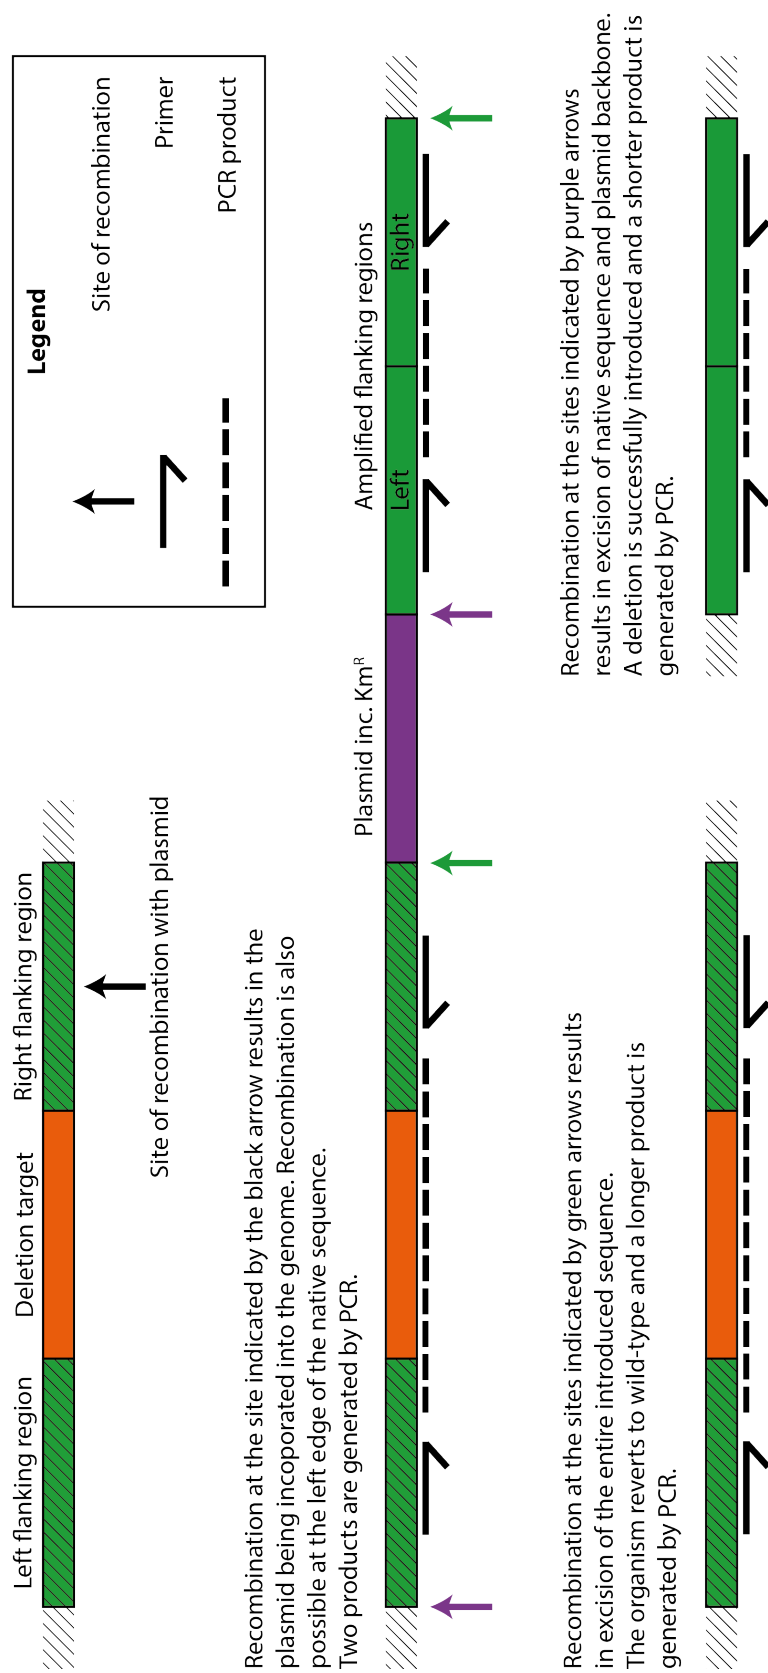 Left flanking region
Deletion target
Right flanking region
Site of recombination with plasmid
Legend
Site of recombination
Primer
PCR product
Recombination at the site indicated by the black arrow results in the
plasmid being incoporated into the genome. Recombination is also
possible at the left edge of the native sequence.
Two products are generated by PCR.
Plasmid inc. Kmᴿ
Amplified flanking regions
Left
Right
Recombination at the sites indicated by green arrows results
in excision of the entire introduced sequence.
The organism reverts to wild-type and a longer product is
generated by PCR.
Recombination at the sites indicated by purple arrows
results in excision of native sequence and plasmid backbone.
A deletion is successfully introduced and a shorter product is
generated by PCR.